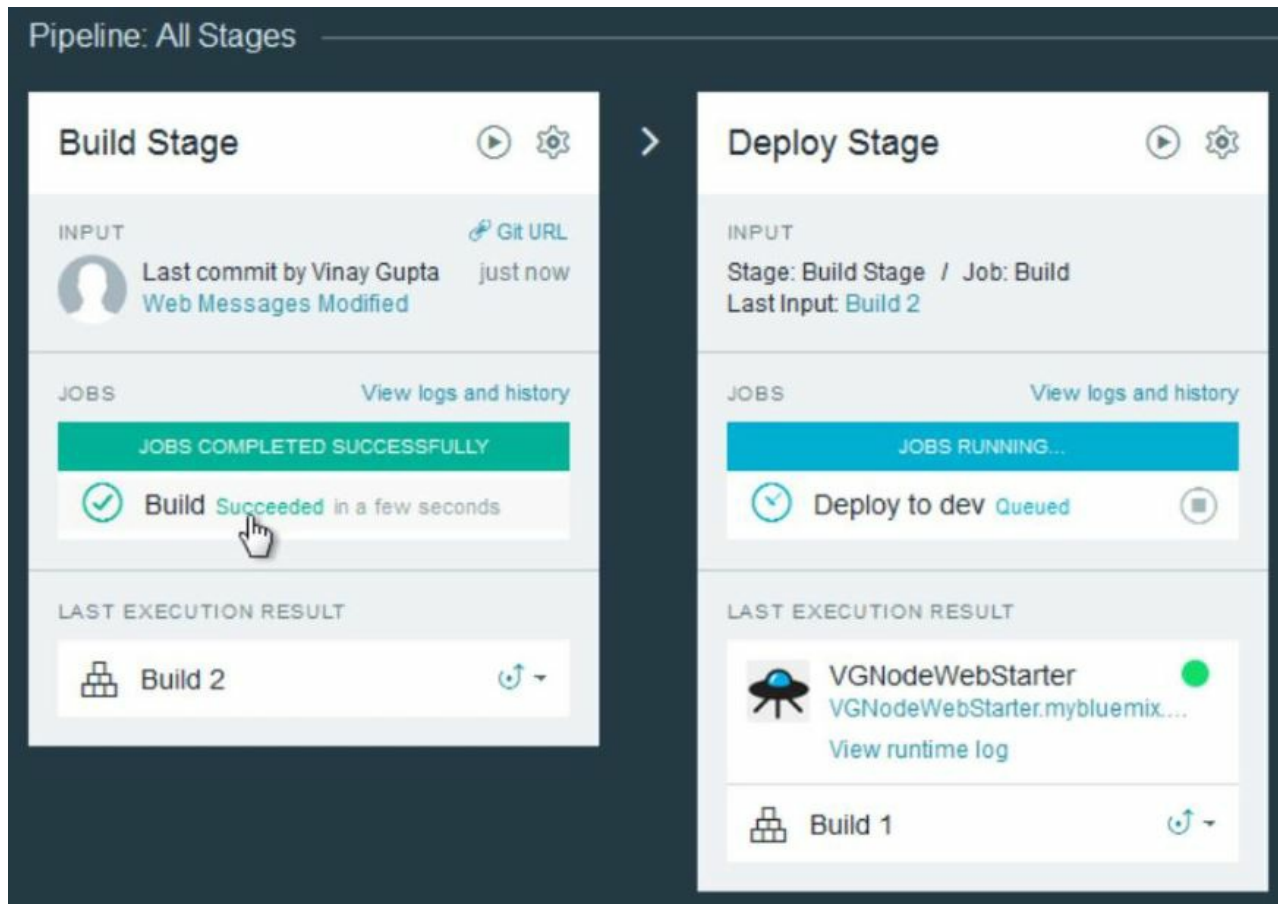 Pipeline: All Stages
Build Stage
INPUT
Git URL
Last commit by Vinay Gupta just now
Web Messages Modified
JOBS
View logs and history
JOBS COMPLETED SUCCESSFULLY
Build Succeeded in a few seconds
LAST EXECUTION RESULT
Build 2
Deploy Stage
INPUT
Stage: Build Stage / Job: Build
Last Input: Build 2
JOBS
View logs and history
JOBS RUNNING...
Deploy to dev Queued
LAST EXECUTION RESULT
VGNodeWebStarter
VGNodeWebStarter.mybluemix....
View runtime log
Build 1